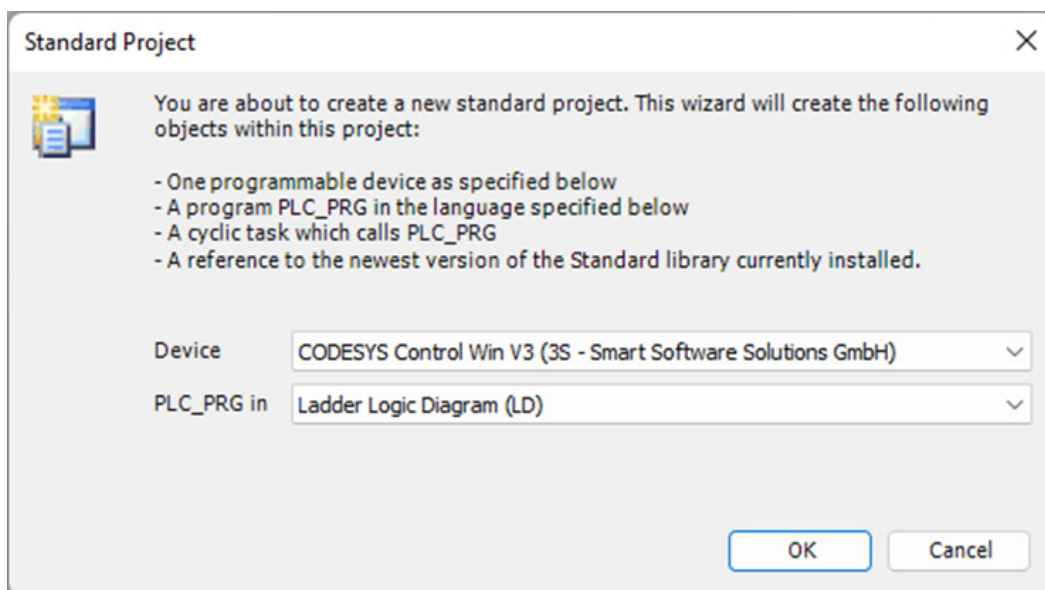 Standard Project
You are about to create a new standard project. This wizard will create the following
objects within this project:
- One programmable device as specified below
- A program PLC_PRG in the language specified below
- A cyclic task which calls PLC_PRG
- A reference to the newest version of the Standard library currently installed.
Device
CODESYS Control Win V3 (3S - Smart Software Solutions GmbH)
PLC_PRG in
Ladder Logic Diagram (LD)
OK
Cancel